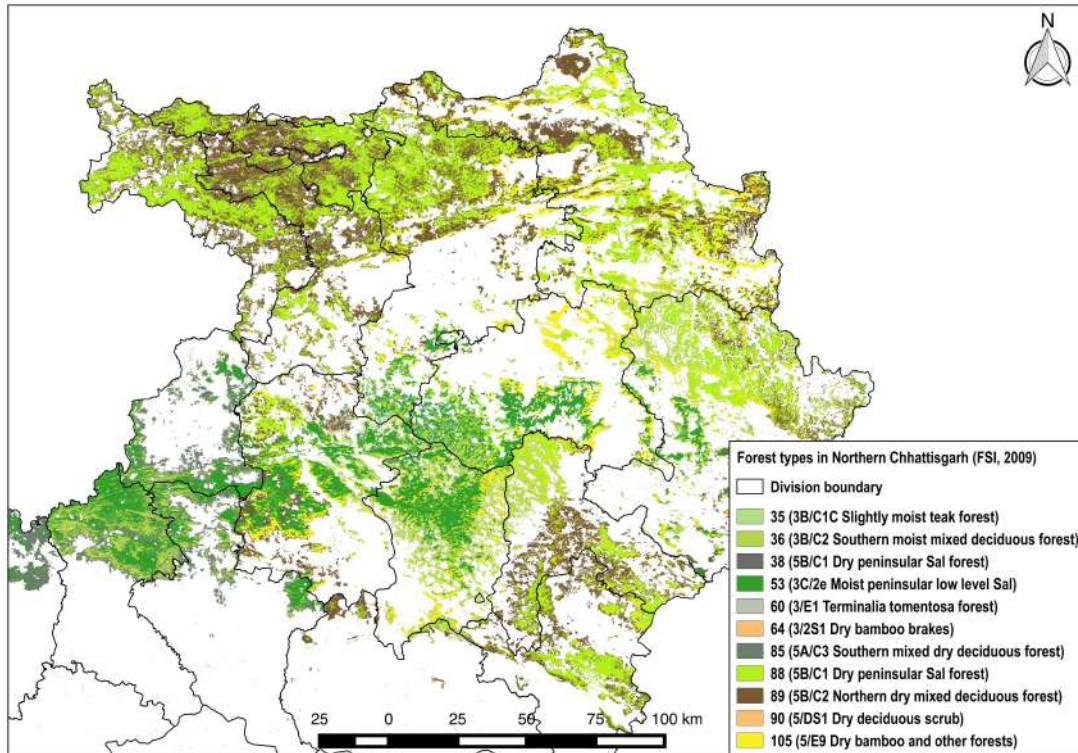 N
Forest types in Northern Chhattisgarh (FSI, 2009)
Division boundary
35 (3B/C1C Slightly moist teak forest)
36 (3B/C2 Southern moist mixed deciduous forest)
38 (5B/C1 Dry peninsular Sal forest)
53 (3C/2e Moist peninsular low level Sal)
60 (3/E1 Terminalia tomentosa forest)
64 (3/2S1 Dry bamboo brakes)
85 (5A/C3 Southern mixed dry deciduous forest)
88 (5B/C1 Dry peninsular Sal forest)
89 (5B/C2 Northern dry mixed deciduous forest)
90 (5/DS1 Dry deciduous scrub)
105 (5/E9 Dry bamboo and other forests)
25 0 25 50 75 100 km